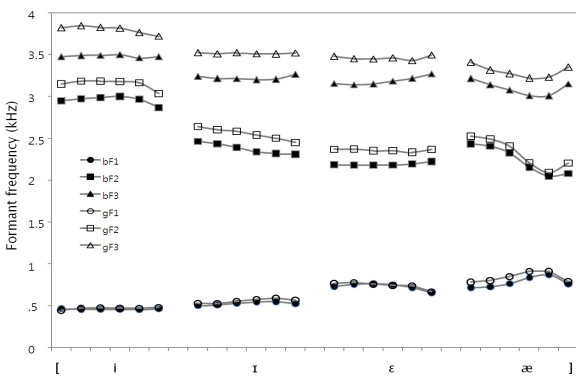 4
3.5
3
2.5
2
1.5
1
.5
0
Formant frequency (kHz)
bF1
bF2
bF3
gF1
gF2
gF3
[ i ɪ ɛ æ ]